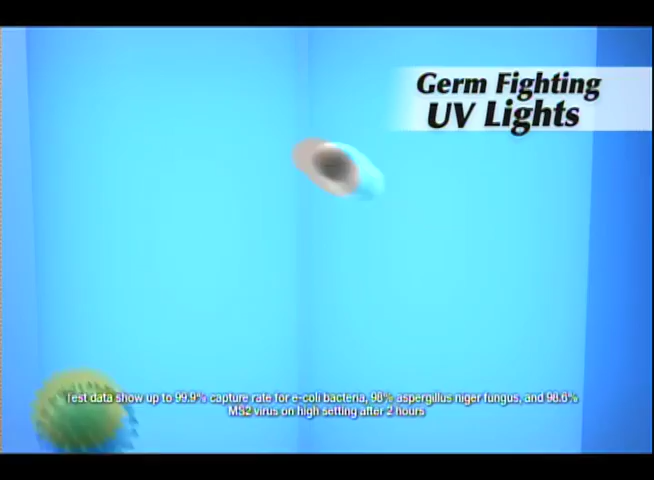 Germ Fighting
UV Lights
Test data show up to 99.9% capture rate for e-coli bacteria, 98% aspergillus niger fungus, and 98.6%
MS2 virus on high setting after 2 hours